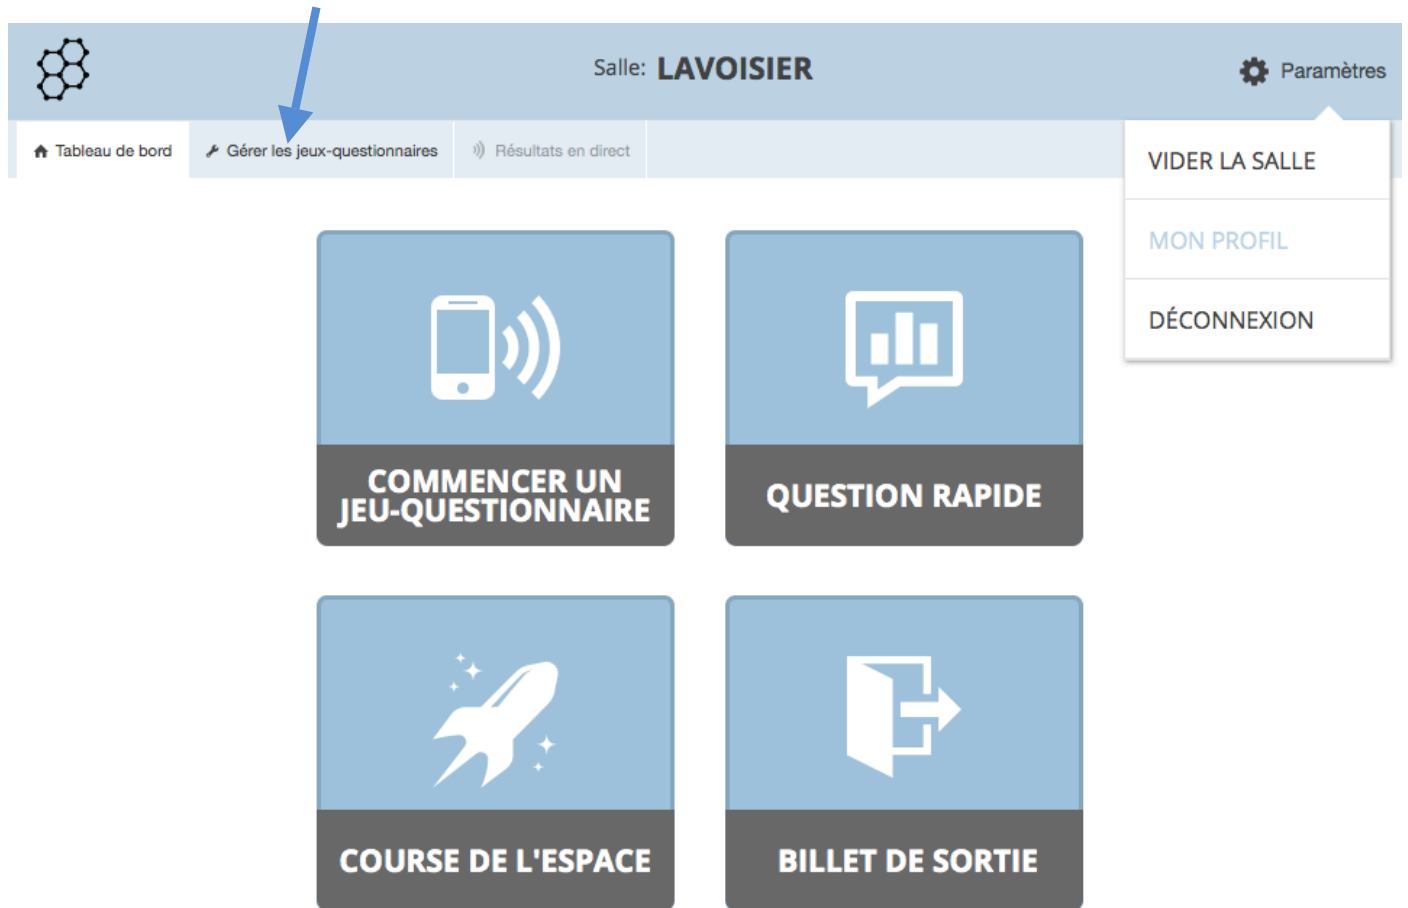 Salle: LAVOISIER
Paramètres
Tableau de bord
Gérer les jeux-questionnaires
Résultats en direct
VIDER LA SALLE
MON PROFIL
DÉCONNEXION
COMMENCER UN
JEU-QUESTIONNAIRE
QUESTION RAPIDE
COURSE DE L'ESPACE
BILLET DE SORTIE